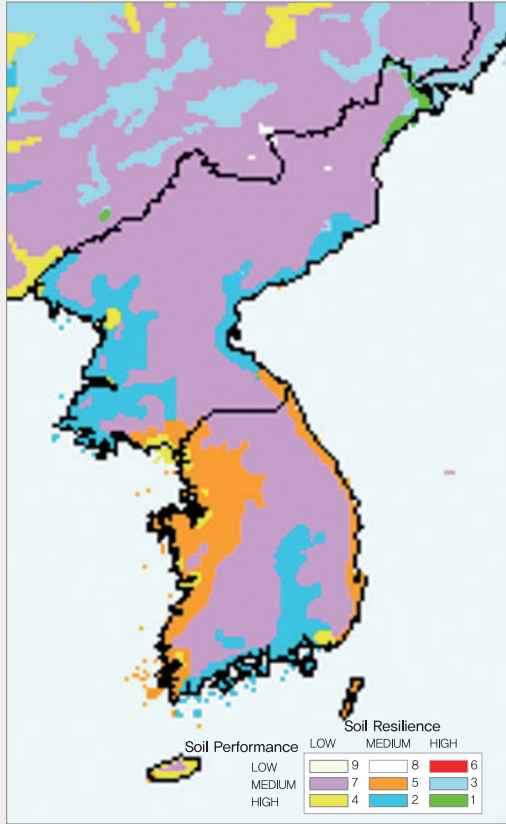 Soil Resilience
Soil Performance LOW MEDIUM HIGH
LOW 9 8 6
MEDIUM 7 5 3
HIGH 4 2 1